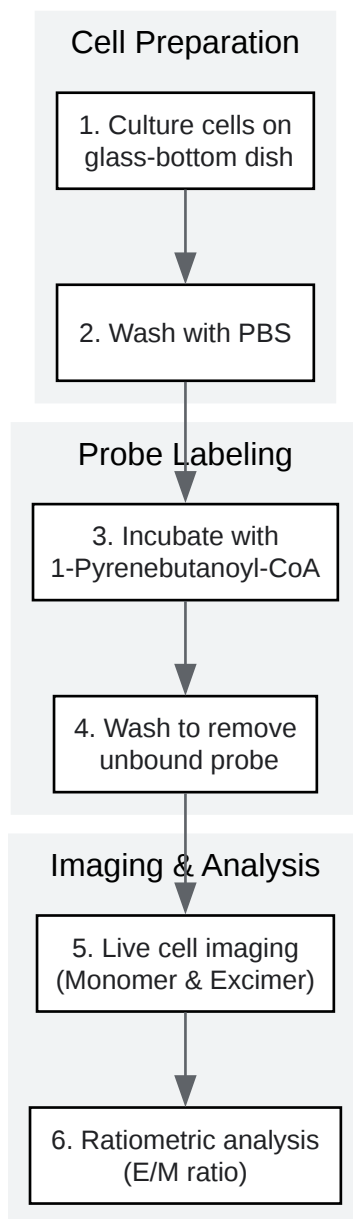 Cell Preparation
1. Culture cells on
glass-bottom dish
2. Wash with PBS
Probe Labeling
3. Incubate with
1-Pyrenebutanoyl-CoA
4. Wash to remove
unbound probe
Imaging & Analysis
5. Live cell imaging
(Monomer & Excimer)
6. Ratiometric analysis
(E/M ratio)